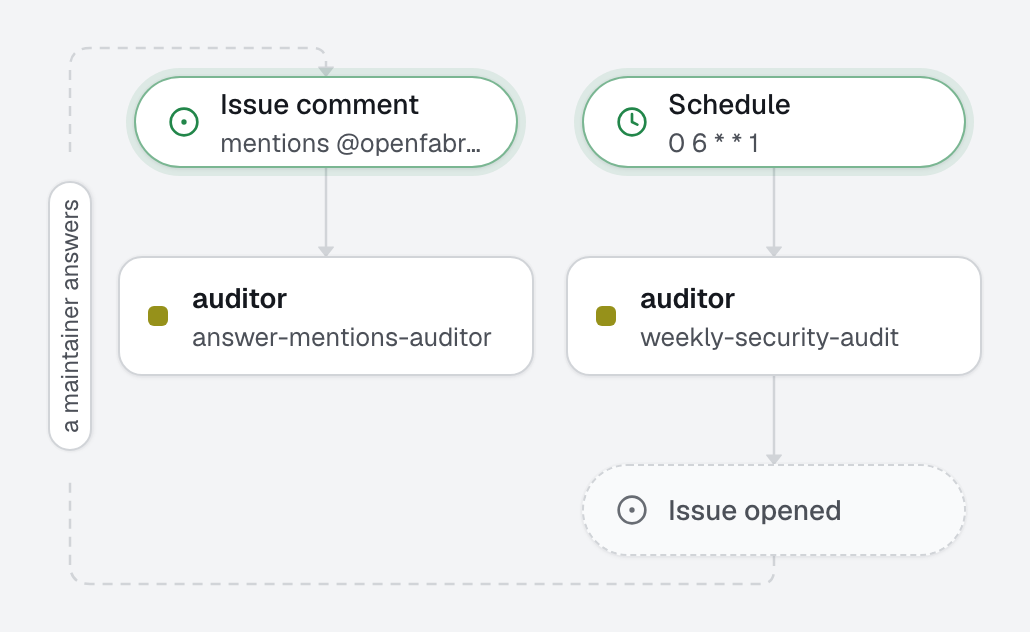 Issue comment
mentions @openfabr...
Schedule
0 6 * * 1
a maintainer answers
auditor
answer-mentions-auditor
auditor
weekly-security-audit
Issue opened